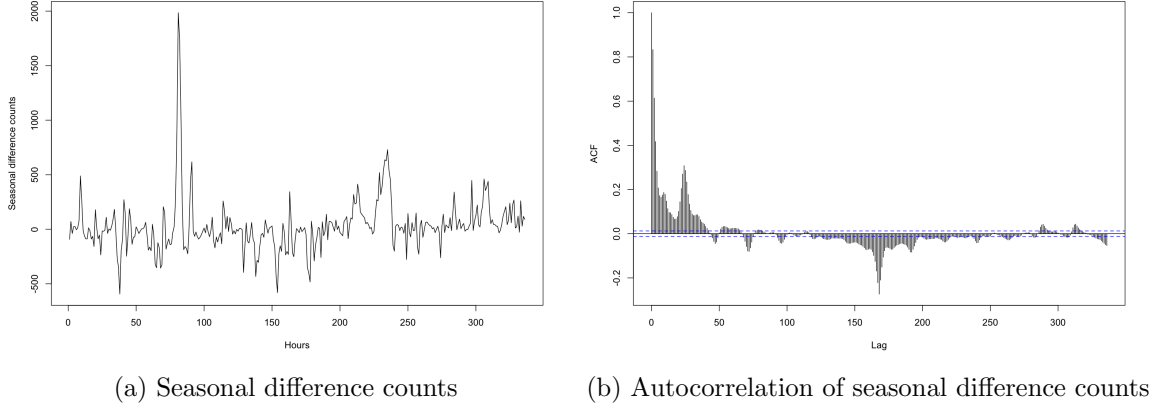 2000
1500
1000
500
0
-500
Seasonal difference counts
0 50 100 150 200 250 300
Hours
(a) Seasonal difference counts
1.0
0.8
0.6
0.4
0.2
0.0
-0.2
ACF
0 50 100 150 200 250 300
Lag
(b) Autocorrelation of seasonal difference counts